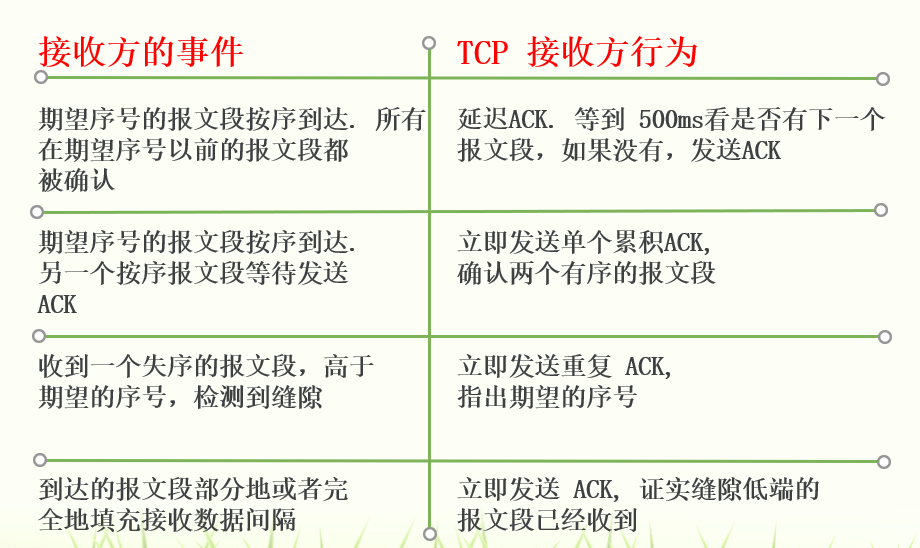 接收方的事件
TCP 接收方行为
期望序号的报文段按序到达. 所有
在期望序号以前的报文段都
被确认
延迟ACK. 等到 500ms看是否有下一个
报文段，如果没有，发送ACK
期望序号的报文段按序到达.
另一个按序报文段等待发送
ACK
立即发送单个累积ACK,
确认两个有序的报文段
收到一个失序的报文段，高于
期望的序号，检测到缝隙
立即发送重复 ACK,
指出期望的序号
到达的报文段部分地或者完
全地填充接收数据间隔
立即发送 ACK, 证实缝隙低端的
报文段已经收到